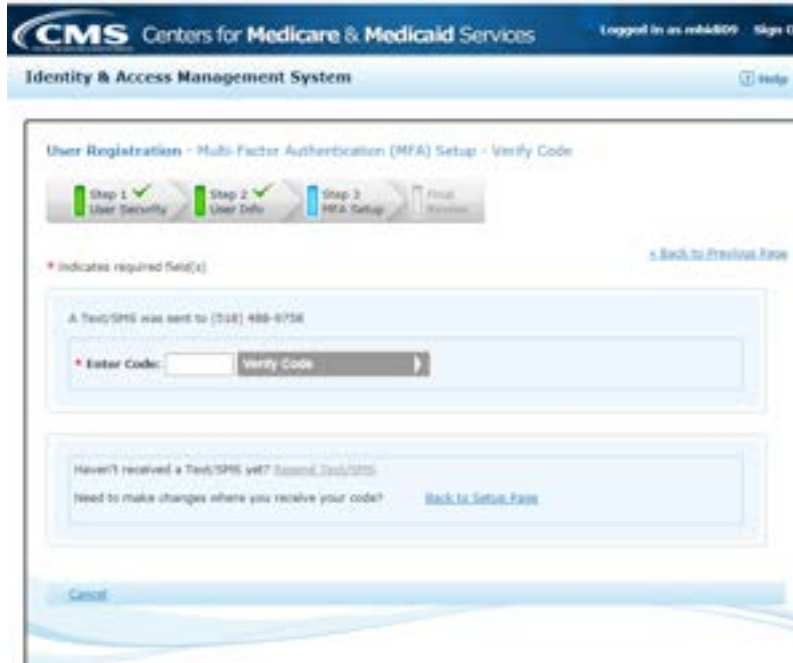 CMS Centers for Medicare & Medicaid Services
Logged in as Sign
Identity & Access Management System
Help
User Registration - Multi-Factor Authentication (MFA) Setup - Verify Code
Step 1
User Security
Step 2
User Info
Step 3
MFA Setup
Final
Review
< Back to Previous Page
* Indicates required field(s)
A Text/SMS was sent to (518)
* Enter Code:
Verify Code
Haven't received a Text/SMS yet? Resend Text/SMS
Need to make changes where you receive your code? Back to Setup Page
Cancel